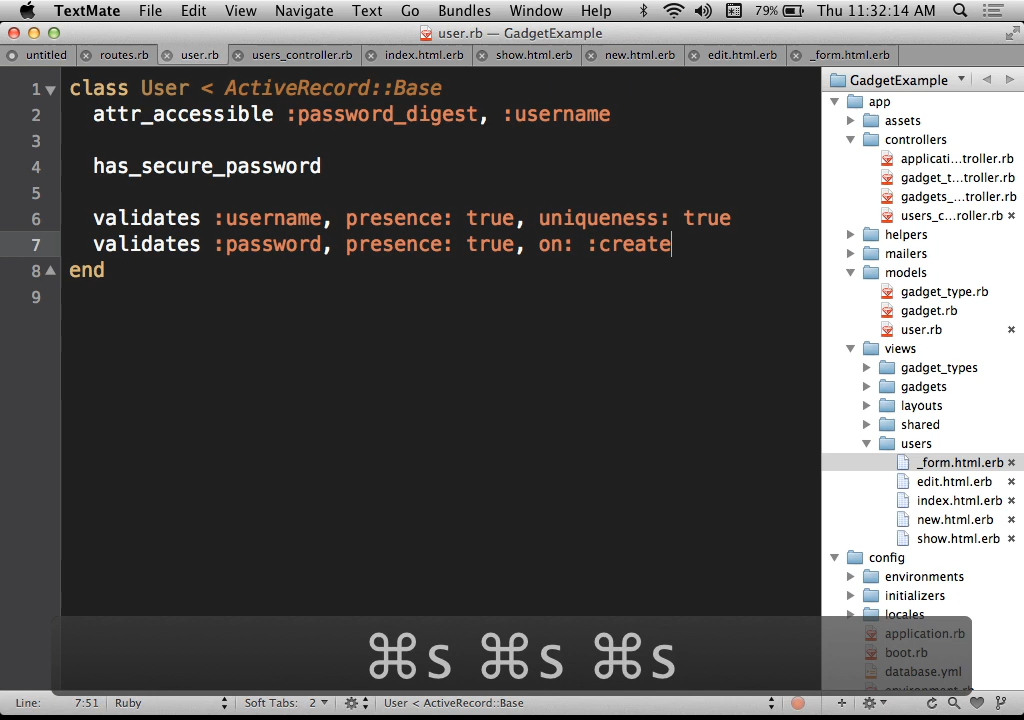 TextMate File Edit View Navigate Text Go Bundles Window Help 79% Thu 11:32:14 AM
user.rb — GadgetExample
untitled routes.rb user.rb users_controller.rb index.html.erb show.html.erb new.html.erb edit.html.erb _form.html.erb
1 class User < ActiveRecord::Base
2 attr_accessible :password_digest, :username
3
4 has_secure_password
5
6 validates :username, presence: true, uniqueness: true
7 validates :password, presence: true, on: :create
8 end
9
GadgetExample
app
assets
controllers
applicati...troller.rb
gadget_t...troller.rb
gadgets_...troller.rb
users_c...roller.rb
helpers
mailers
models
gadget_type.rb
gadget.rb
user.rb
views
gadget_types
gadgets
layouts
shared
users
_form.html.erb
edit.html.erb
index.html.erb
new.html.erb
show.html.erb
config
environments
initializers
locales
application.rb
boot.rb
database.yml
environment.rb
⌘S ⌘S ⌘S
Line: 7:51 Ruby Soft Tabs: 2 User < ActiveRecord::Base